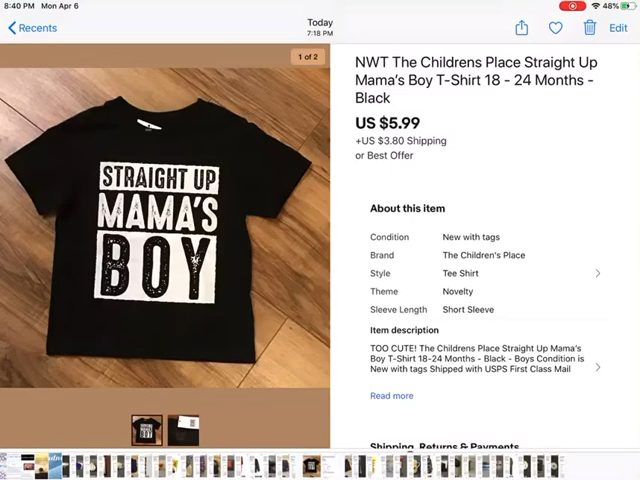 8:40 PM Mon Apr 6
48%
Recents
Today
7:18 PM
Edit
1 of 2
STRAIGHT UP
MAMA'S
BOY
NWT The Childrens Place Straight Up
Mama's Boy T-Shirt 18 - 24 Months -
Black
US $5.99
+US $3.80 Shipping
or Best Offer
About this item
Condition New with tags
Brand The Children's Place
Style Tee Shirt
Theme Novelty
Sleeve Length Short Sleeve
Item description
TOO CUTE! The Childrens Place Straight Up Mama's
Boy T-Shirt 18-24 Months - Black - Boys Condition is
New with tags Shipped with USPS First Class Mail
Read more
Shipping, Returns & Payments